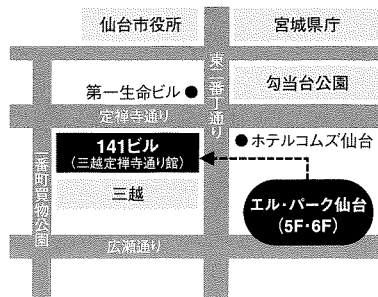 仙台市役所
宮城県庁
東一番丁通り
勾当台公園
第一生命ビル
定禅寺通り
141ビル
(三越定禅寺通り館)
ホテルコムズ仙台
三越
一番町買物公園
エル・パーク仙台
(5F・6F)
広瀬通り